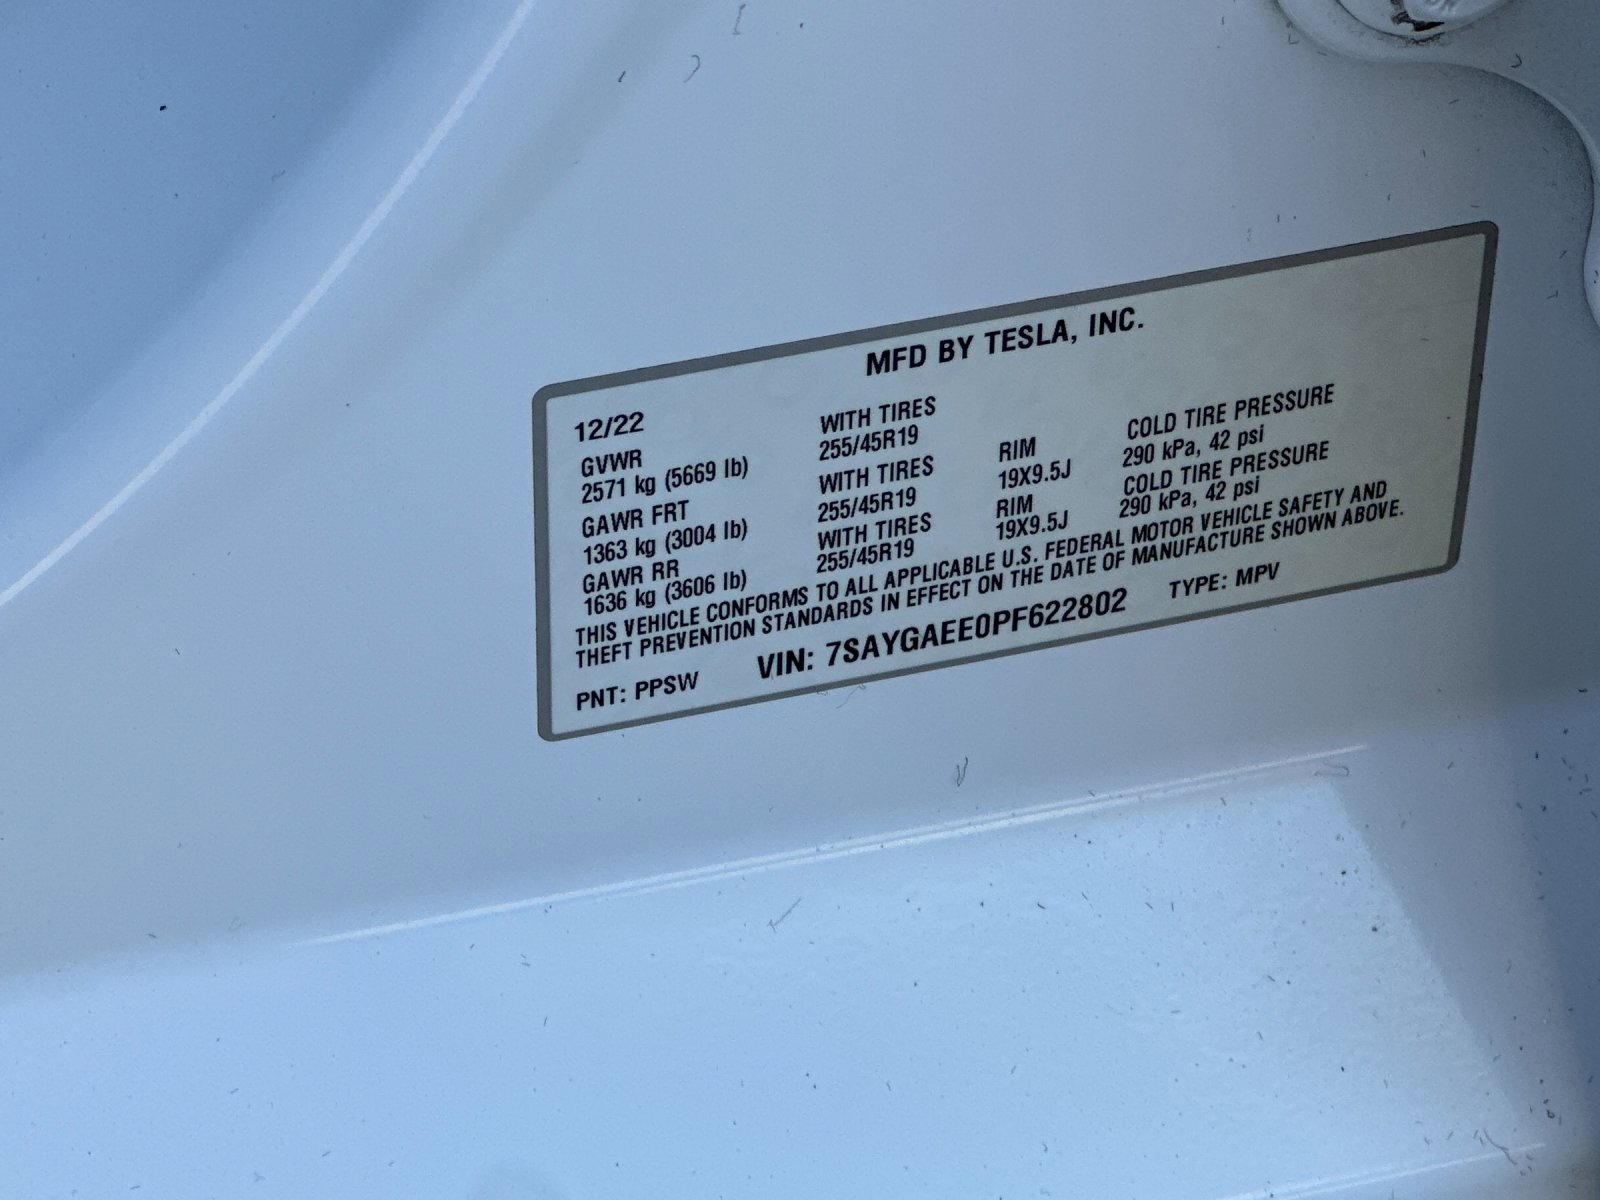 MFD BY TESLA, INC.
12/22
GVWR WITH TIRES
2571 kg (5669 lb) 255/45R19 RIM COLD TIRE PRESSURE
GAWR FRT WITH TIRES 19X9.5J 290 kPa, 42 psi
1363 kg (3004 lb) 255/45R19 RIM COLD TIRE PRESSURE
GAWR RR WITH TIRES 19X9.5J 290 kPa, 42 psi
1636 kg (3606 lb) 255/45R19
THIS VEHICLE CONFORMS TO ALL APPLICABLE U.S. FEDERAL MOTOR VEHICLE SAFETY AND
THEFT PREVENTION STANDARDS IN EFFECT ON THE DATE OF MANUFACTURE SHOWN ABOVE.
PNT: PPSW VIN: 7SAYGAEE0PF622802 TYPE: MPV